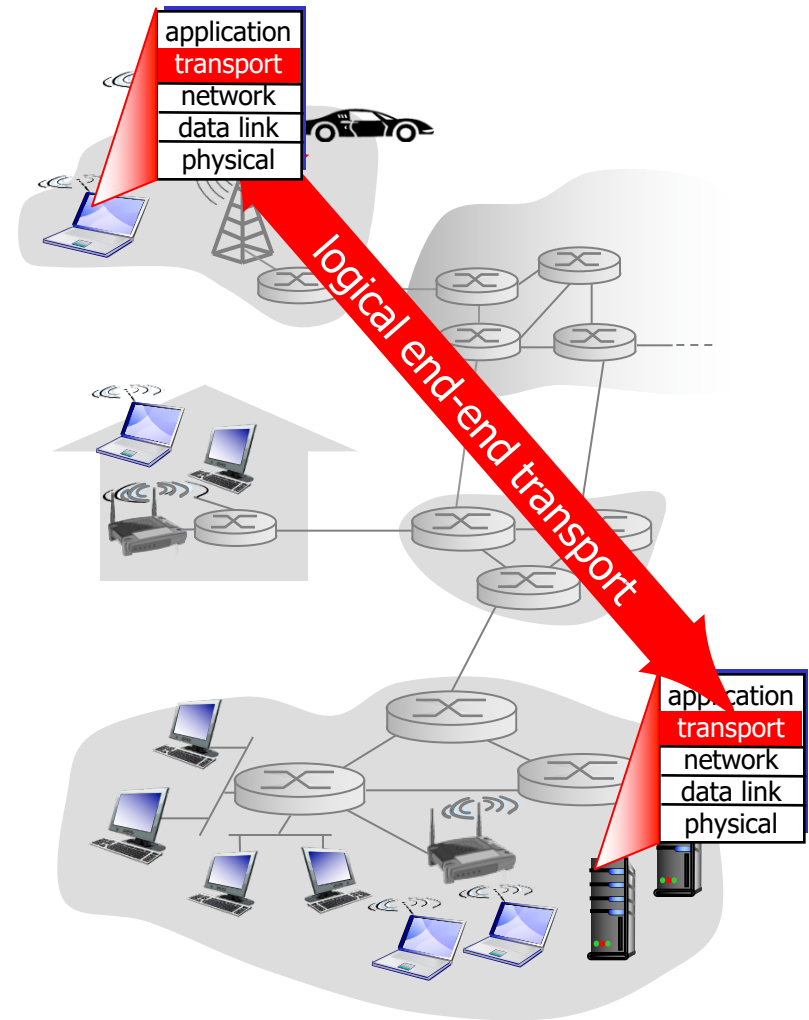 application
transport
network
data link
physical
logical end-end transport
application
transport
network
data link
physical